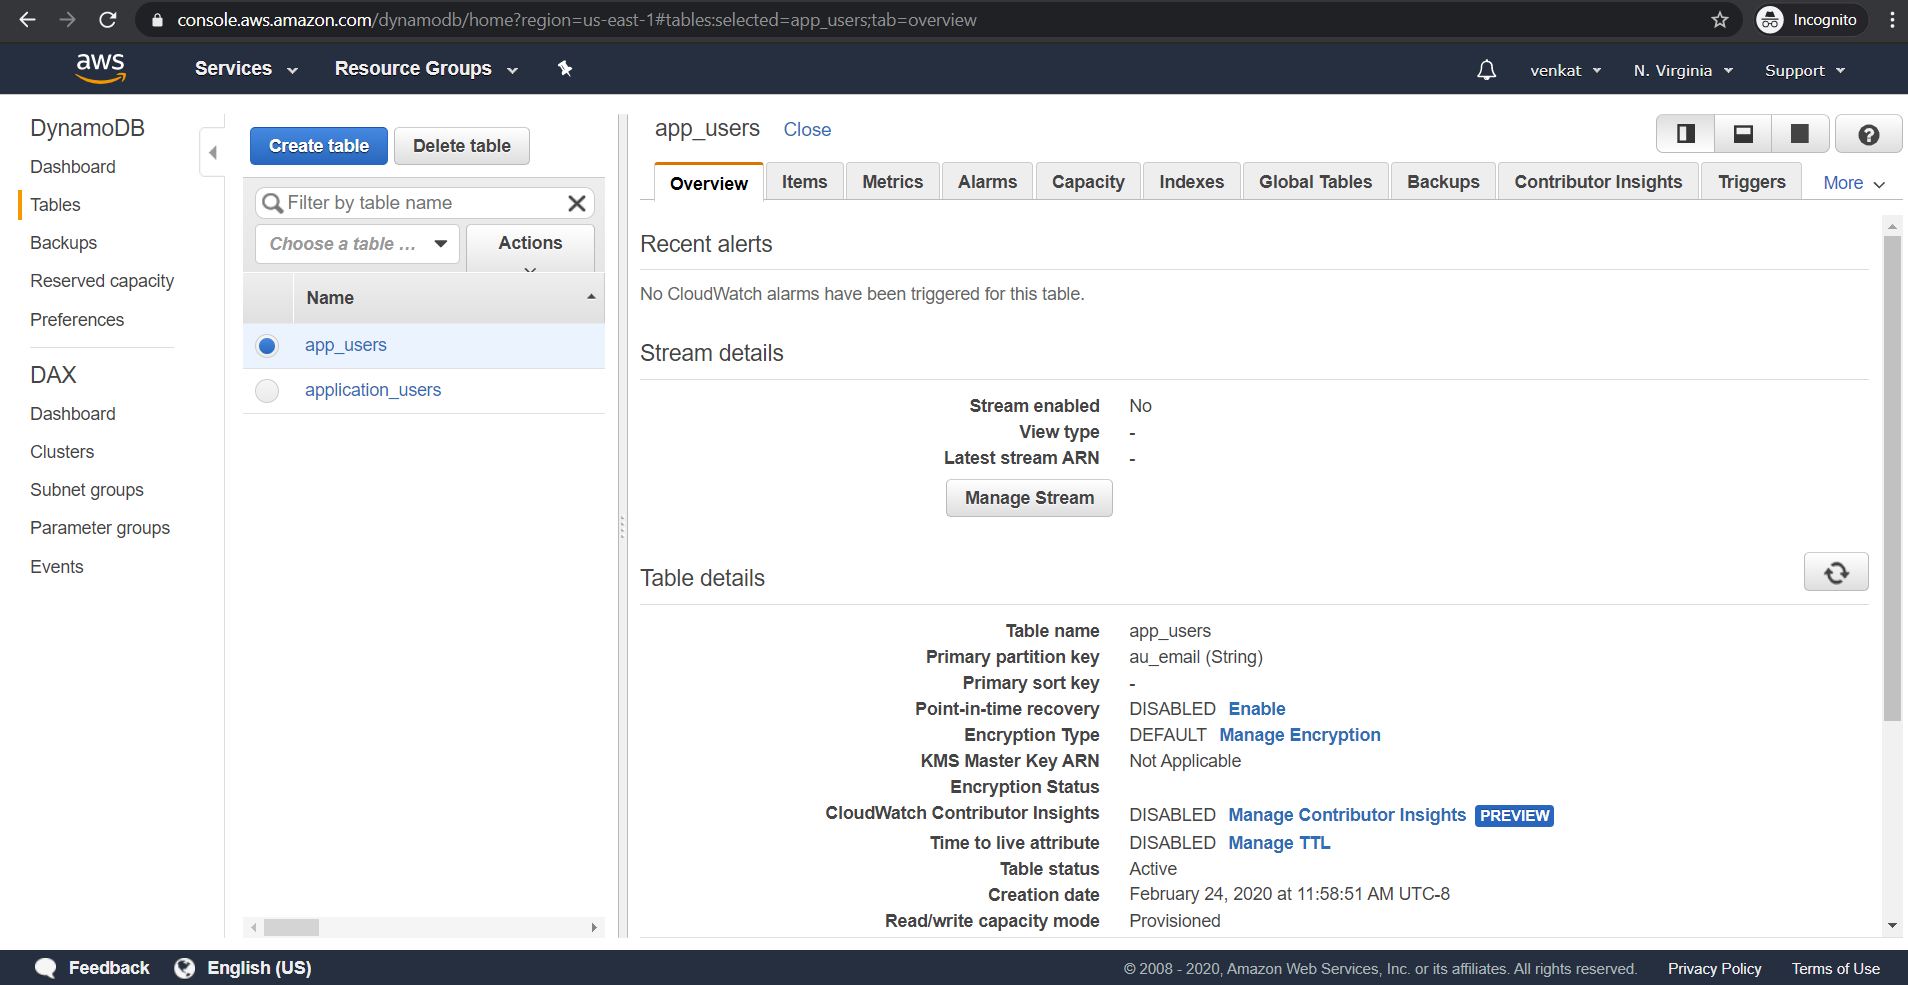 console.aws.amazon.com/dynamodb/home?region=us-east-1#tables:selected=app_users;tab=overview
Incognito
aws
Services
Resource Groups
venkat
N. Virginia
Support
DynamoDB
Dashboard
Tables
Backups
Reserved capacity
Preferences
DAX
Dashboard
Clusters
Subnet groups
Parameter groups
Events
Create table
Delete table
Filter by table name
Choose a table ...
Actions
Name
app_users
application_users
app_users Close
Overview
Items
Metrics
Alarms
Capacity
Indexes
Global Tables
Backups
Contributor Insights
Triggers
More
Recent alerts
No CloudWatch alarms have been triggered for this table.
Stream details
Stream enabled No
View type -
Latest stream ARN -
Manage Stream
Table details
Table name app_users
Primary partition key au_email (String)
Primary sort key -
Point-in-time recovery DISABLED Enable
Encryption Type DEFAULT Manage Encryption
KMS Master Key ARN Not Applicable
Encryption Status
CloudWatch Contributor Insights DISABLED Manage Contributor Insights PREVIEW
Time to live attribute DISABLED Manage TTL
Table status Active
Creation date February 24, 2020 at 11:58:51 AM UTC-8
Read/write capacity mode Provisioned
Feedback
English (US)
© 2008 - 2020, Amazon Web Services, Inc. or its affiliates. All rights reserved.
Privacy Policy
Terms of Use